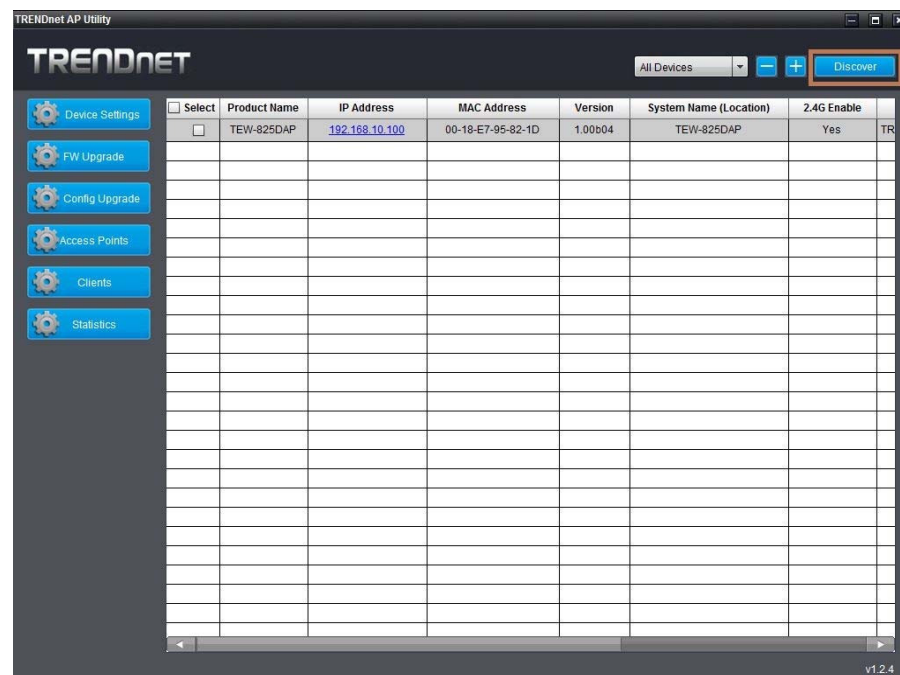 TRENDnet AP Utility
TRENDnet
All Devices
Discover
Device Settings
FW Upgrade
Config Upgrade
Access Points
Clients
Statistics
Select Product Name IP Address MAC Address Version System Name (Location) 2.4G Enable
TEW-825DAP 192.168.10.100 00-18-E7-95-82-1D 1.00b04 TEW-825DAP Yes TR
v1.2.4